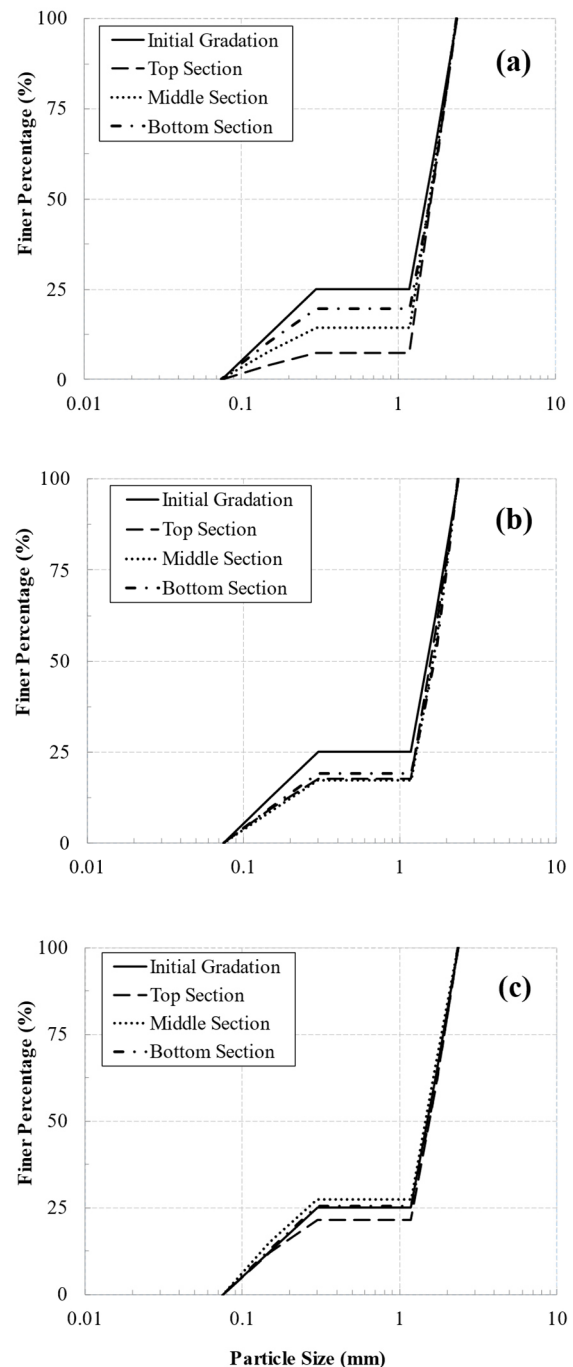 100
75
50
25
0
Finer Percentage (%)
Initial Gradation
Top Section
Middle Section
Bottom Section
(a)
0.01 0.1 1 10
100
75
50
25
0
Finer Percentage (%)
Initial Gradation
Top Section
Middle Section
Bottom Section
(b)
0.01 0.1 1 10
100
75
50
25
0
Finer Percentage (%)
Initial Gradation
Top Section
Middle Section
Bottom Section
(c)
0.01 0.1 1 10
Particle Size (mm)